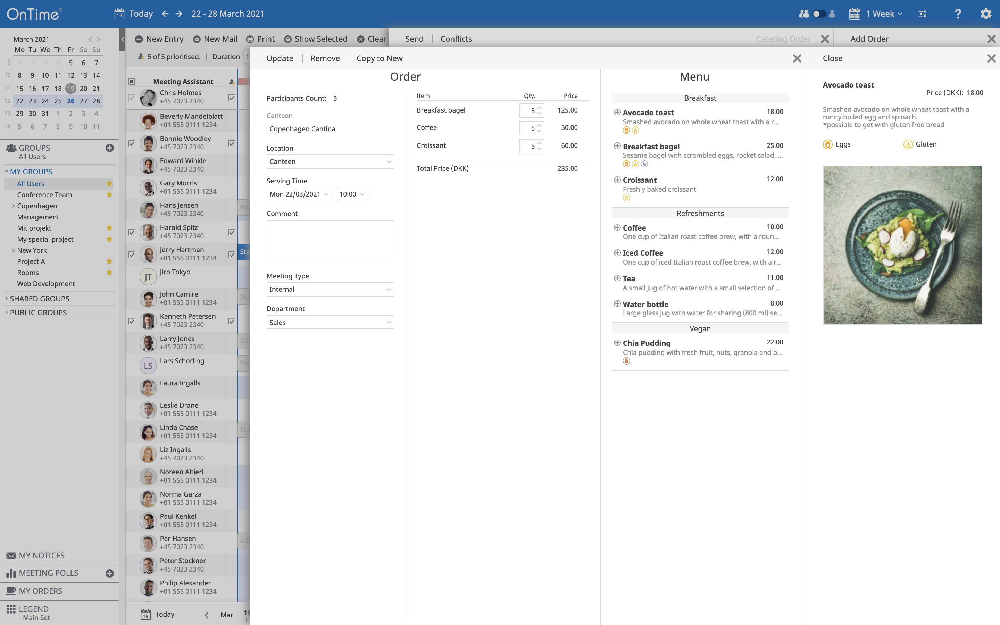 OnTime®
19 Today
22 - 28 March 2021
1 Week
?
March 2021
Mo Tu We Th Fr Sa Su
9 1 2 3 4 5 6 7
10 8 9 10 11 12 13 14
11 15 16 17 18 19 20 21
12 22 23 24 25 26 27 28
13 29 30 31 1 2 3 4
14 5 6 7 8 9 10 11
GROUPS
All Users
MY GROUPS
All Users
Conference Team
Copenhagen
Management
Mit projekt
My special project
New York
Project A
Rooms
Web Development
SHARED GROUPS
PUBLIC GROUPS
MY NOTICES
MEETING POLLS
MY ORDERS
LEGEND
- Main Set -
New Entry New Mail Print Show Selected Clear
5 of 5 prioritised. | Duration 1
Meeting Assistant
Chris Holmes
+45 7023 2340
Beverly Mandelblatt
+01 555 0111 1234
Bonnie Woodley
+45 7023 2340
Edward Winkle
+45 7023 2340
Gary Morris
+01 555 0111 1234
Hans Jensen
+45 7023 2340
We
Harold Spitz
+45 7023 2340
Jerry Hartman
+01 555 0111 1234
Sta
JT Jiro Tokyo
John Camire
+01 555 0111 1234
Sta
Kenneth Petersen
+45 7023 2340
Larry Jones
+45 7023 2340
Co
LS Lars Schorling
Par
Laura Ingalls
Leslie Drane
+01 555 0111 1234
Linda Chase
+01 555 0111 1234
Sta
Liz Ingalls
+45 7023 2340
Noreen Altieri
+01 555 0111 1234
Norma Garza
+01 555 0111 1234
Paul Kenkel
+01 555 0111 1234
Per Hansen
+45 7023 2340
Ad
Peter Stockner
+45 7023 2340
Philip Alexander
+01 555 0111 1234
19 Today
Mar
19
fr
Send | Conflicts
Catering Order
Add Order
Update | Remove | Copy to New
Order
Participants Count: 5
Canteen
Copenhagen Cantina
Location
Canteen
Serving Time
Mon 22/03/2021 10:00
Comment
Meeting Type
Internal
Department
Sales
Item Qty. Price
Breakfast bagel 5 125.00
Coffee 5 50.00
Croissant 5 60.00
Total Price (DKK) 235.00
Menu
Breakfast
Avocado toast 18.00
Smashed avocado on whole wheat toast with a r...
Breakfast bagel 25.00
Sesame bagel with scrambled eggs, rocket salad, ...
Croissant 12.00
Freshly baked croissant
Refreshments
Coffee 10.00
One cup of Italian roast coffee brew, with a roun...
Iced Coffee 12.00
One cup of iced Italian roast coffee brew, with a r...
Tea 11.00
A small jug of hot water with a small selection of ...
Water bottle 8.00
Large glass jug with water for sharing (800 ml) se...
Vegan
Chia Pudding 22.00
Chia pudding with fresh fruit, nuts, granola and b...
Close
Avocado toast
Price (DKK): 18.00
Smashed avocado on whole wheat toast with a
runny boiled egg and spinach.
*possible to get with gluten free bread
Eggs Gluten